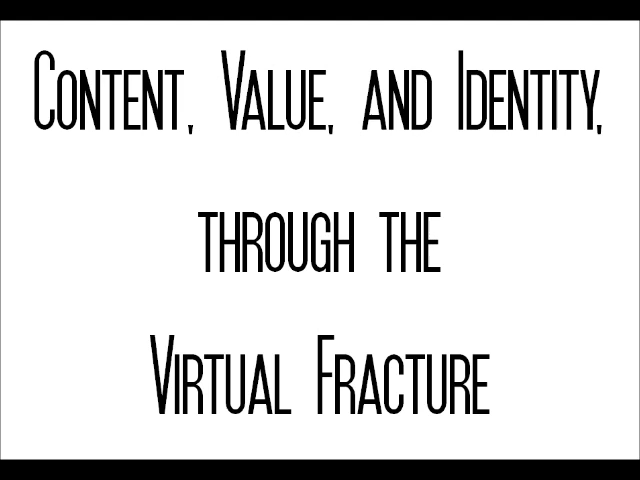 Content, Value, and Identity,
through the
Virtual Fracture